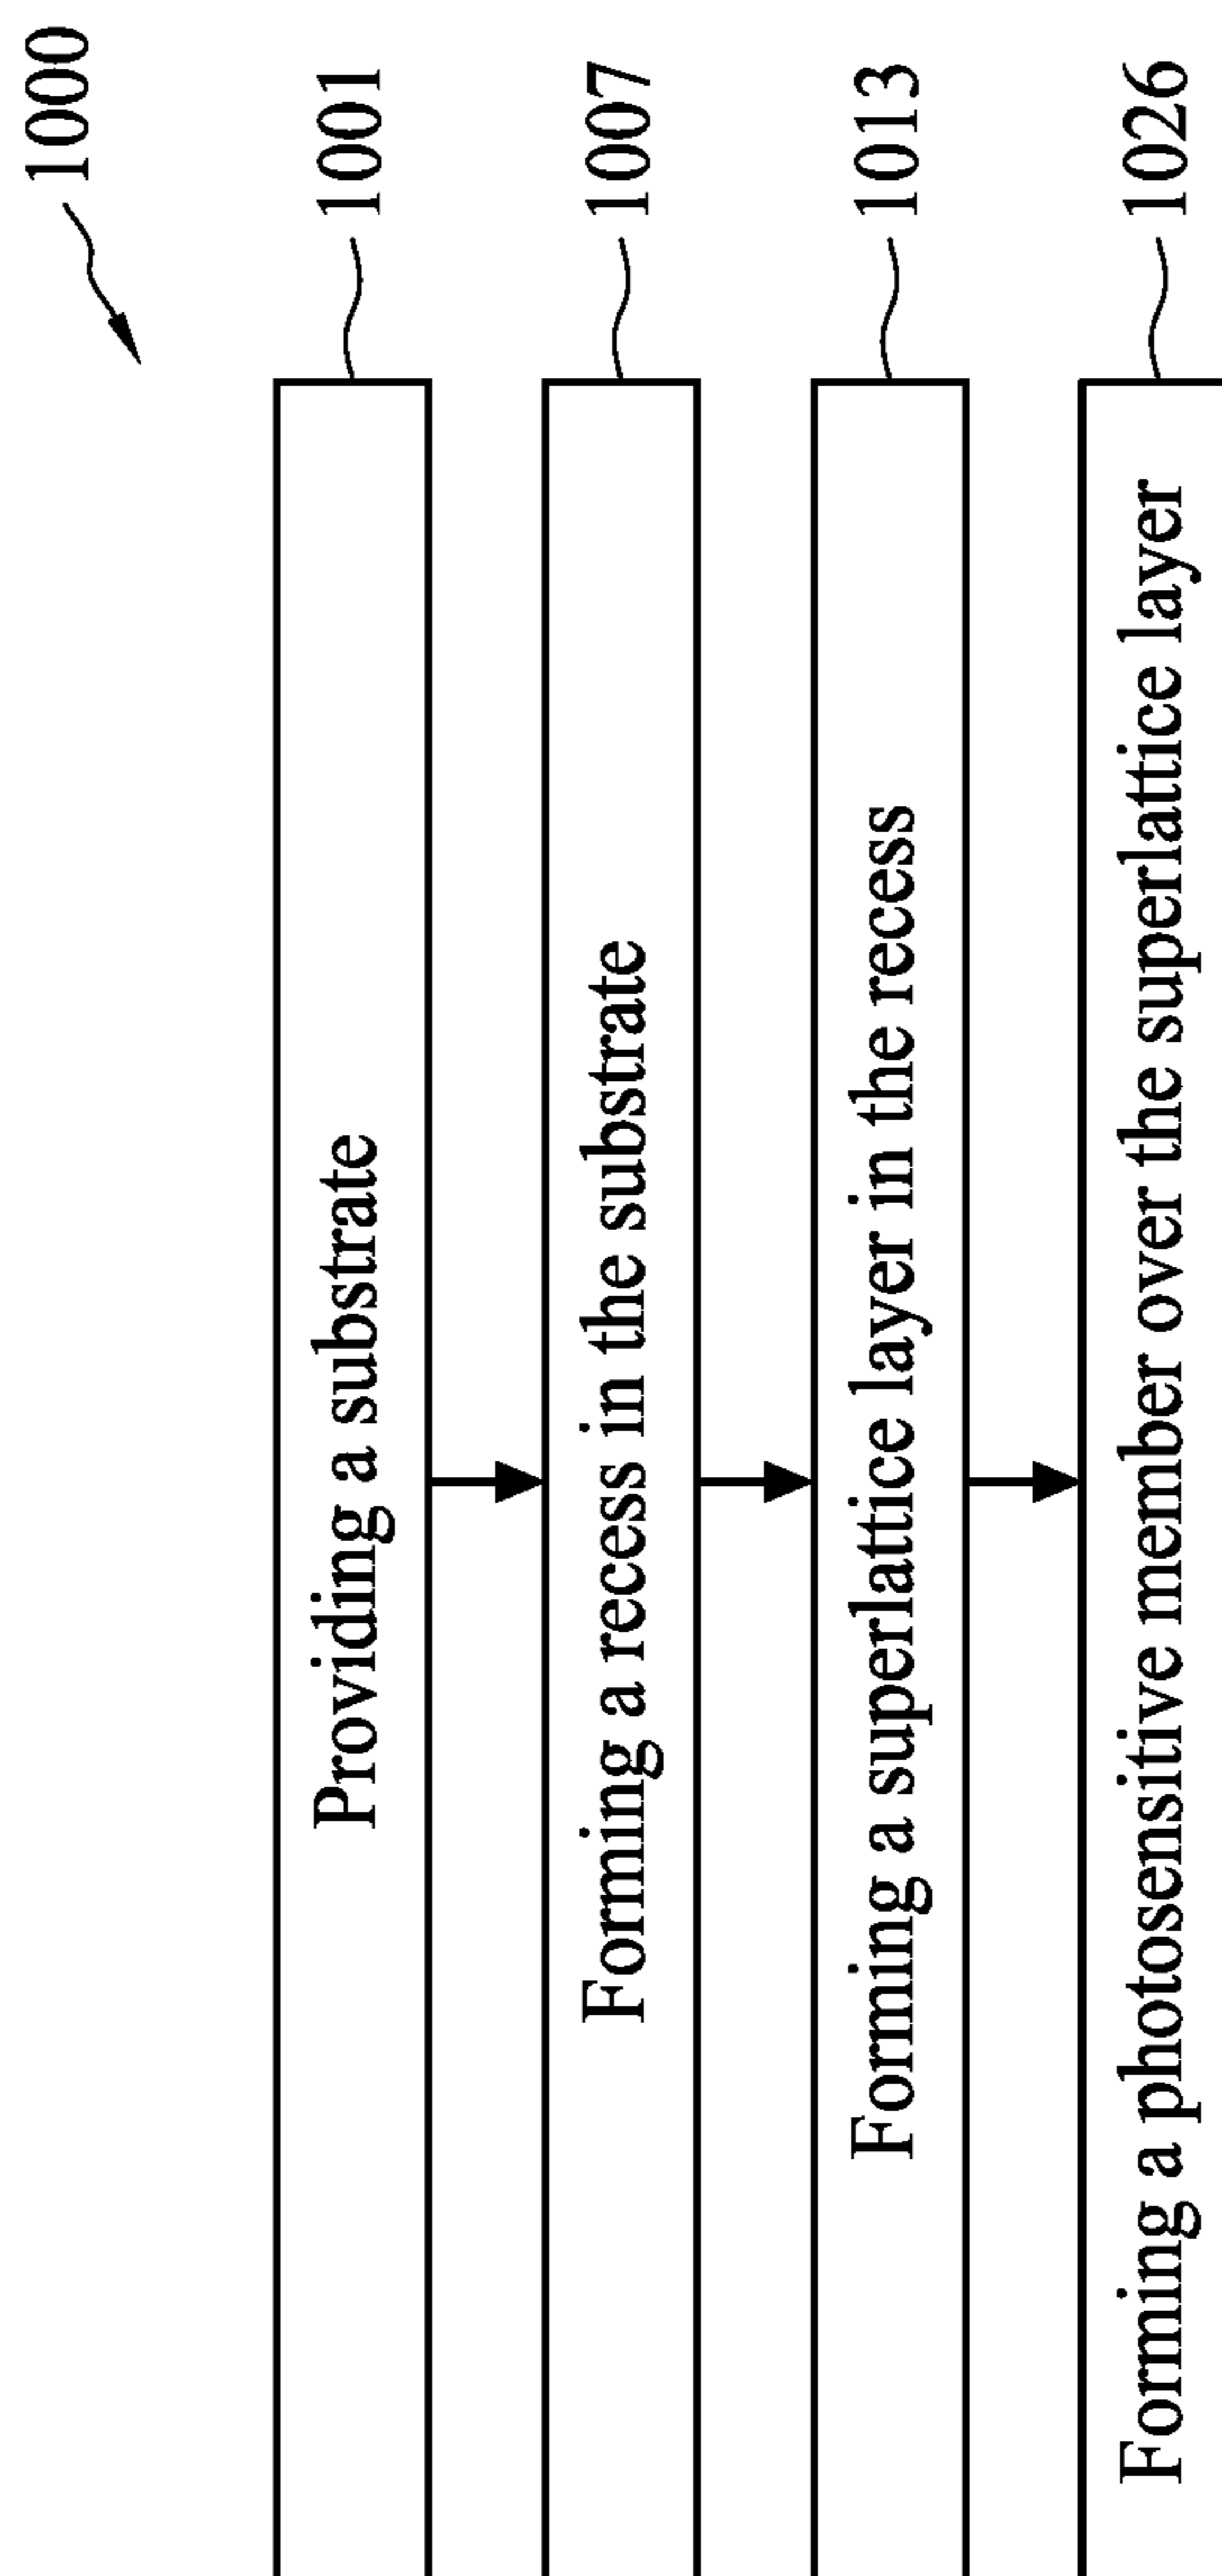 1000
Providing a substrate 1001
Forming a recess in the substrate 1007
Forming a superlattice layer in the recess 1013
Forming a photosensitive member over the superlattice layer 1026